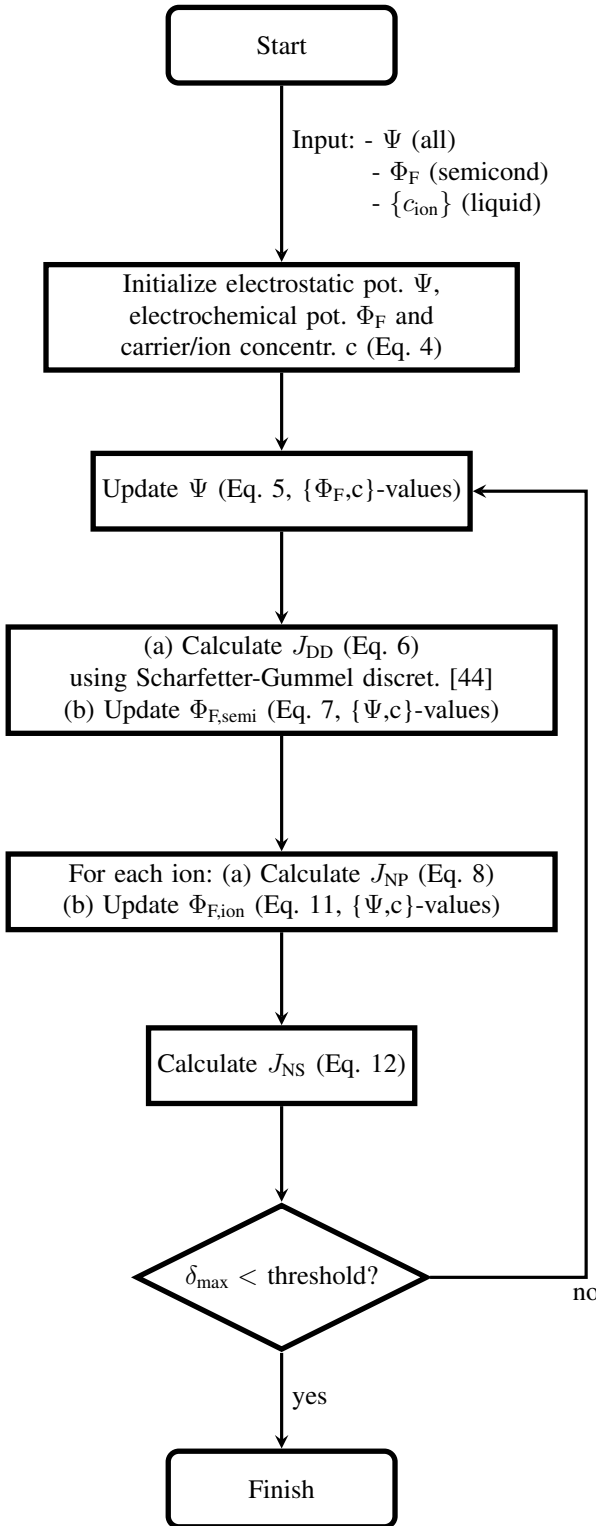 Start
Input: - Ψ (all)
- Φ_F (semicond)
- {c_ion} (liquid)
Initialize electrostatic pot. Ψ,
electrochemical pot. Φ_F and
carrier/ion concentr. c (Eq. 4)
Update Ψ (Eq. 5, {Φ_F,c}-values)
(a) Calculate J_DD (Eq. 6)
using Scharfetter-Gummel discret. [44]
(b) Update Φ_F,semi (Eq. 7, {Ψ,c}-values)
For each ion: (a) Calculate J_NP (Eq. 8)
(b) Update Φ_F,ion (Eq. 11, {Ψ,c}-values)
Calculate J_NS (Eq. 12)
δ_max < threshold?
no
yes
Finish